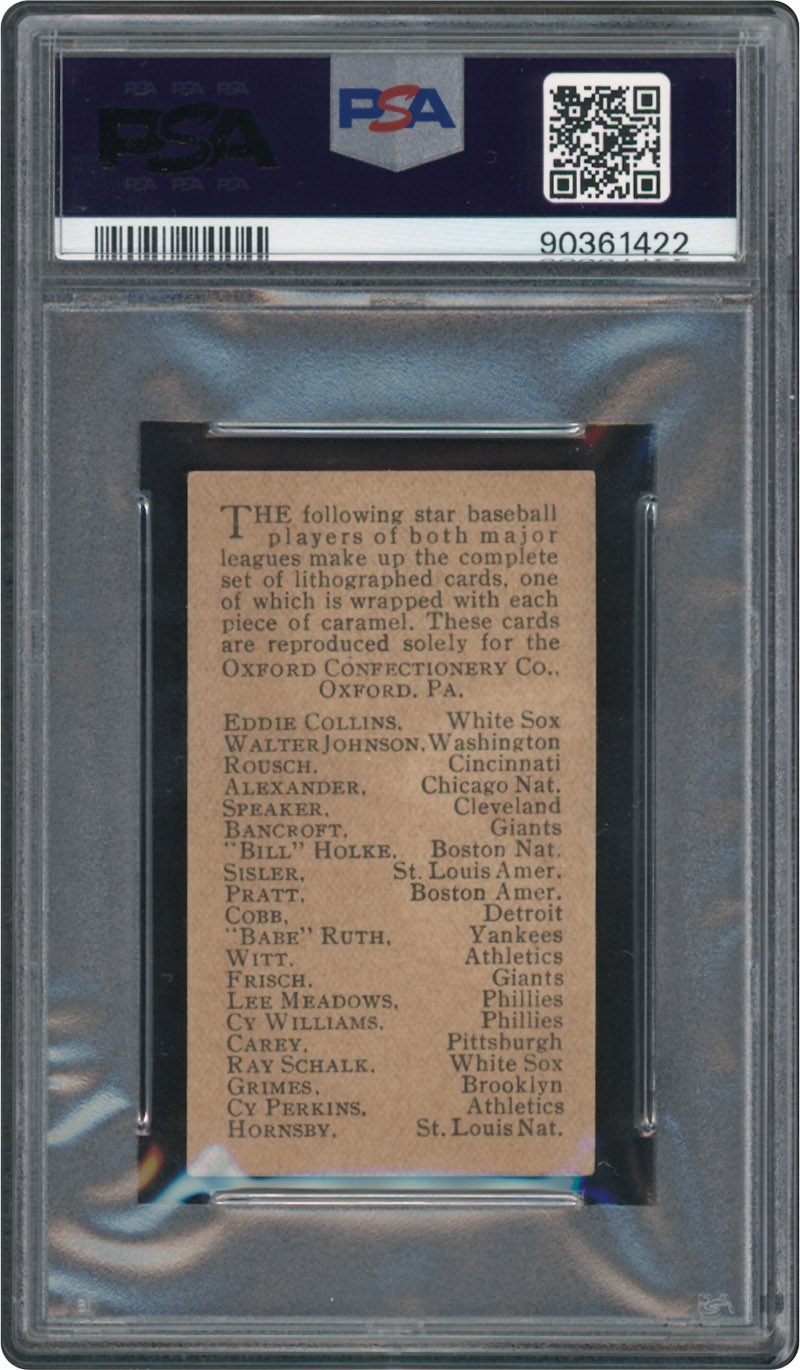 PSA PSA PSA
PSA
PSA PSA PSA
PSA
90361422
THE following star baseball
players of both major
leagues make up the complete
set of lithographed cards, one
of which is wrapped with each
piece of caramel. These cards
are reproduced solely for the
OXFORD CONFECTIONERY CO.,
OXFORD, PA.
EDDIE COLLINS, White Sox
WALTER JOHNSON, Washington
ROUSCH, Cincinnati
ALEXANDER, Chicago Nat.
SPEAKER, Cleveland
BANCROFT, Giants
"BILL" HOLKE, Boston Nat.
SISLER, St. Louis Amer.
PRATT, Boston Amer.
COBB, Detroit
"BABE" RUTH, Yankees
WITT, Athletics
FRISCH, Giants
LEE MEADOWS, Phillies
CY WILLIAMS, Phillies
CAREY, Pittsburgh
RAY SCHALK, White Sox
GRIMES, Brooklyn
CY PERKINS, Athletics
HORNSBY, St. Louis Nat.
PSA